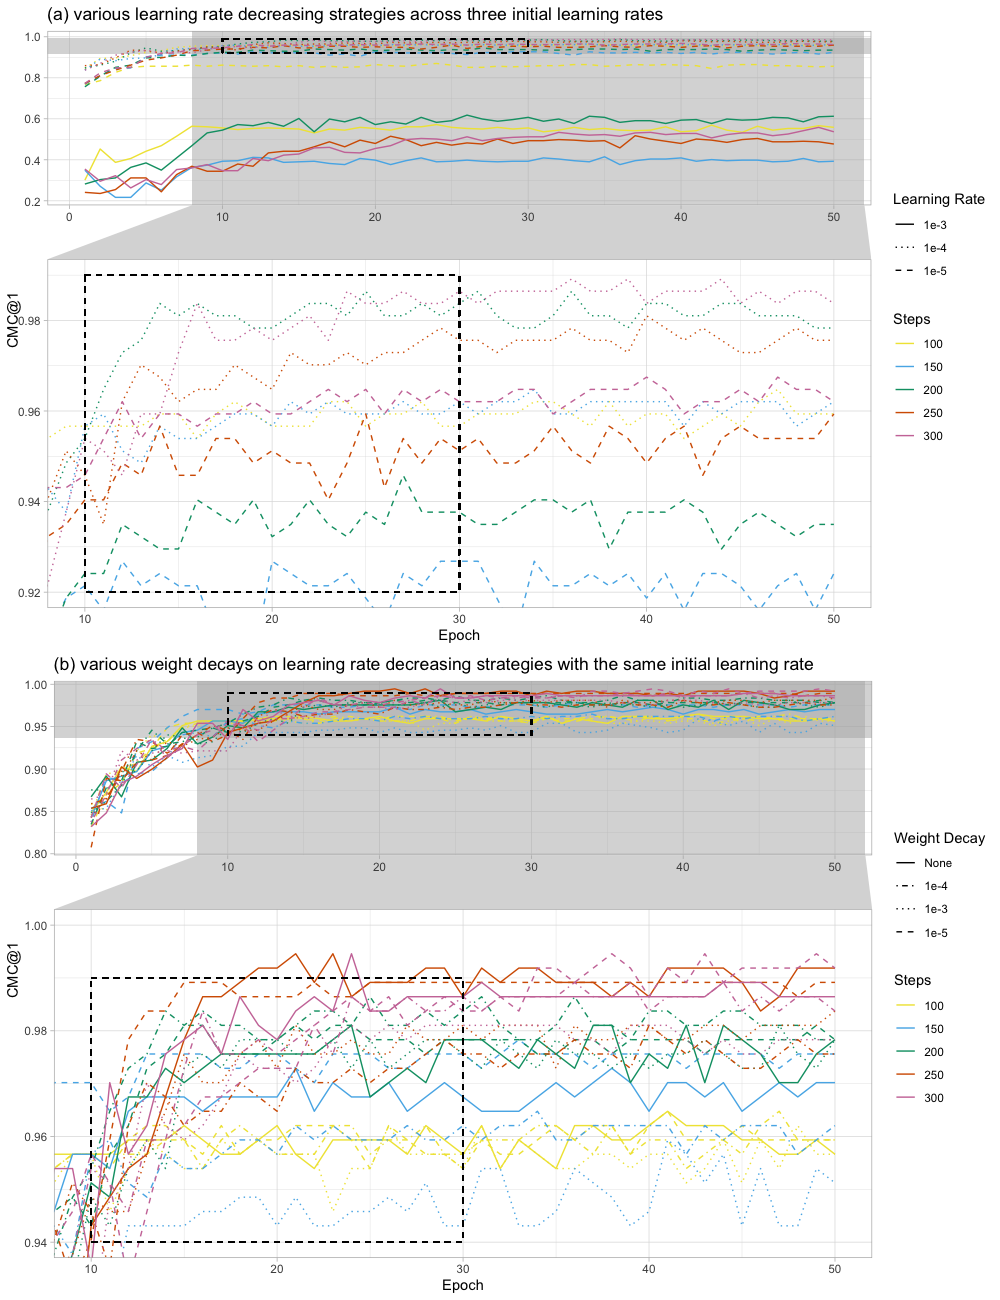 (a) various learning rate decreasing strategies across three initial learning rates
1.0
0.8
0.6
0.4
0.2
0 10 20 30 40 50
CMC@1
0.98
0.96
0.94
0.92
10 20 30 40 50
Epoch
Learning Rate
1e-3
1e-4
1e-5
Steps
100
150
200
250
300
(b) various weight decays on learning rate decreasing strategies with the same initial learning rate
1.00
0.95
0.90
0.85
0.80
0 10 20 30 40 50
CMC@1
1.00
0.98
0.96
0.94
10 20 30 40 50
Epoch
Weight Decay
None
1e-4
1e-3
1e-5
Steps
100
150
200
250
300